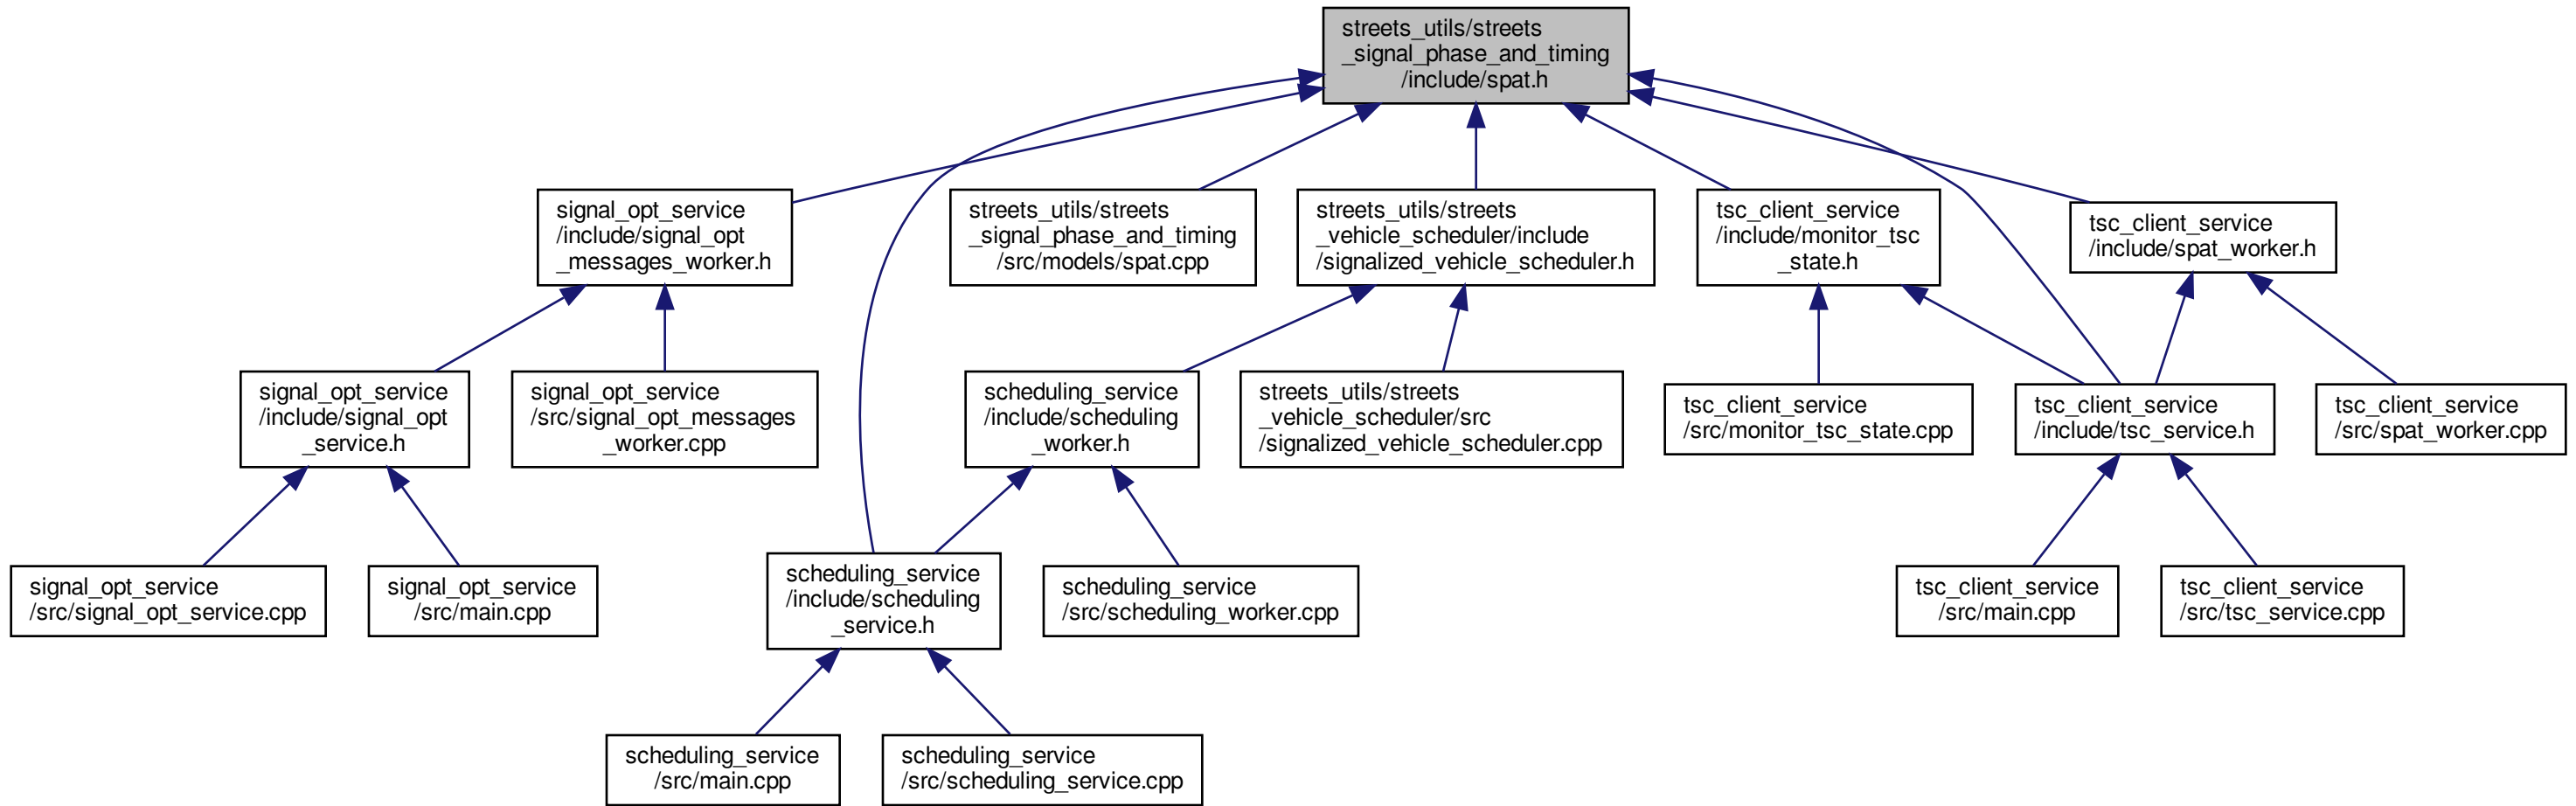 streets_utils/streets
_signal_phase_and_timing
/include/spat.h
signal_opt_service
/include/signal_opt
_messages_worker.h
streets_utils/streets
_signal_phase_and_timing
/src/models/spat.cpp
streets_utils/streets
_vehicle_scheduler/include
/signalized_vehicle_scheduler.h
tsc_client_service
/include/monitor_tsc
_state.h
tsc_client_service
/include/spat_worker.h
signal_opt_service
/include/signal_opt
_service.h
signal_opt_service
/src/signal_opt_messages
_worker.cpp
scheduling_service
/include/scheduling
_worker.h
streets_utils/streets
_vehicle_scheduler/src
/signalized_vehicle_scheduler.cpp
tsc_client_service
/src/monitor_tsc_state.cpp
tsc_client_service
/include/tsc_service.h
tsc_client_service
/src/spat_worker.cpp
signal_opt_service
/src/signal_opt_service.cpp
signal_opt_service
/src/main.cpp
scheduling_service
/include/scheduling
_service.h
scheduling_service
/src/scheduling_worker.cpp
tsc_client_service
/src/main.cpp
tsc_client_service
/src/tsc_service.cpp
scheduling_service
/src/main.cpp
scheduling_service
/src/scheduling_service.cpp